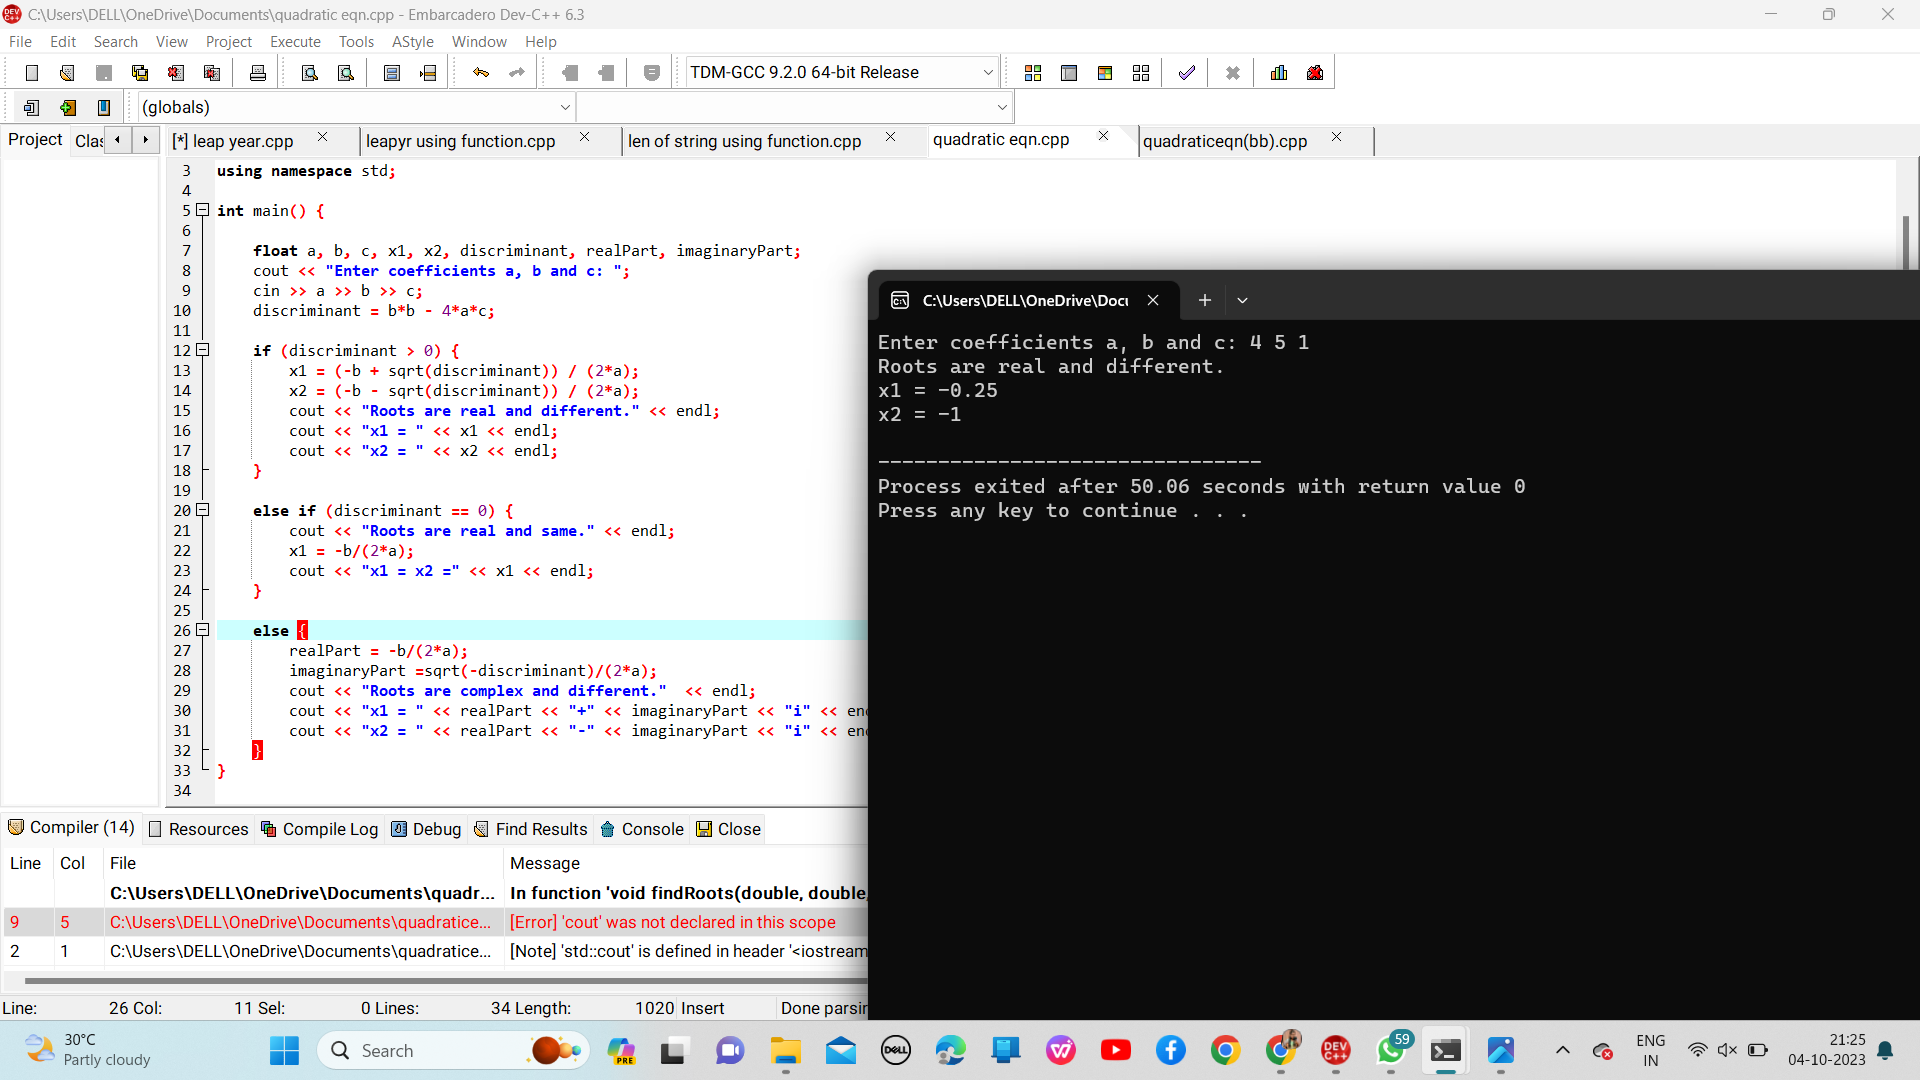 C:\Users\DELL\OneDrive\Documents\quadratic eqn.cpp - Embarcadero Dev-C++ 6.3
File Edit Search View Project Execute Tools AStyle Window Help
TDM-GCC 9.2.0 64-bit Release
(globals)
Project Clas [*] leap year.cpp leapyr using function.cpp len of string using function.cpp quadratic eqn.cpp quadraticeqn(bb).cpp
3 using namespace std;
4
5 int main() {
6
7 float a, b, c, x1, x2, discriminant, realPart, imaginaryPart;
8 cout << "Enter coefficients a, b and c: ";
9 cin >> a >> b >> c;
10 discriminant = b*b - 4*a*c;
11
12 if (discriminant > 0) {
13 x1 = (-b + sqrt(discriminant)) / (2*a);
14 x2 = (-b - sqrt(discriminant)) / (2*a);
15 cout << "Roots are real and different." << endl;
16 cout << "x1 = " << x1 << endl;
17 cout << "x2 = " << x2 << endl;
18 }
19
20 else if (discriminant == 0) {
21 cout << "Roots are real and same." << endl;
22 x1 = -b/(2*a);
23 cout << "x1 = x2 =" << x1 << endl;
24 }
25
26 else {
27 realPart = -b/(2*a);
28 imaginaryPart =sqrt(-discriminant)/(2*a);
29 cout << "Roots are complex and different."  << endl;
30 cout << "x1 = " << realPart << "+" << imaginaryPart << "i" << en
31 cout << "x2 = " << realPart << "-" << imaginaryPart << "i" << en
32 }
33 }
34
C:\Users\DELL\OneDrive\Docu
Enter coefficients a, b and c: 4 5 1
Roots are real and different.
x1 = -0.25
x2 = -1
--------------------------------
Process exited after 50.06 seconds with return value 0
Press any key to continue . . .
Compiler (14) Resources Compile Log Debug Find Results Console Close
Line Col File Message
C:\Users\DELL\OneDrive\Documents\quadr... In function 'void findRoots(double, double,
9 5 C:\Users\DELL\OneDrive\Documents\quadratice... [Error] 'cout' was not declared in this scope
2 1 C:\Users\DELL\OneDrive\Documents\quadratice... [Note] 'std::cout' is defined in header '<iostream
Line: 26 Col: 11 Sel: 0 Lines: 34 Length: 1020 Insert Done parsin
30°C
Partly cloudy
Search
PRE
DELL
DEV C++
59
ENG
IN
21:25
04-10-2023